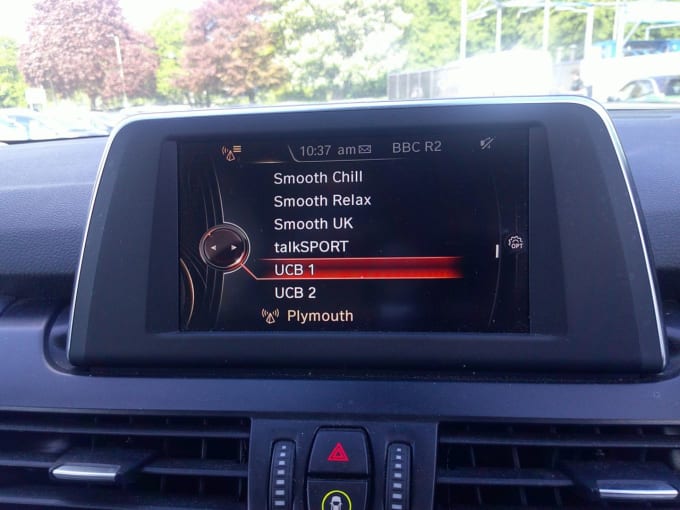 10:37 am BBC R2
Smooth Chill
Smooth Relax
Smooth UK
talkSPORT
UCB 1
UCB 2
Plymouth
OPT